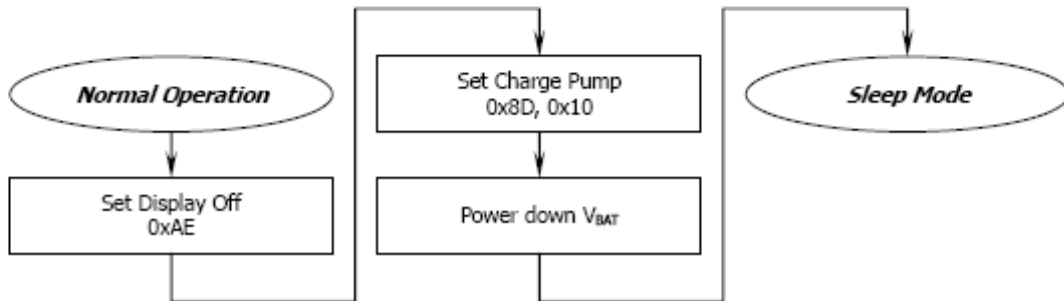 Normal Operation
Set Display Off
0xAE
Set Charge Pump
0x8D, 0x10
Power down VBAT
Sleep Mode